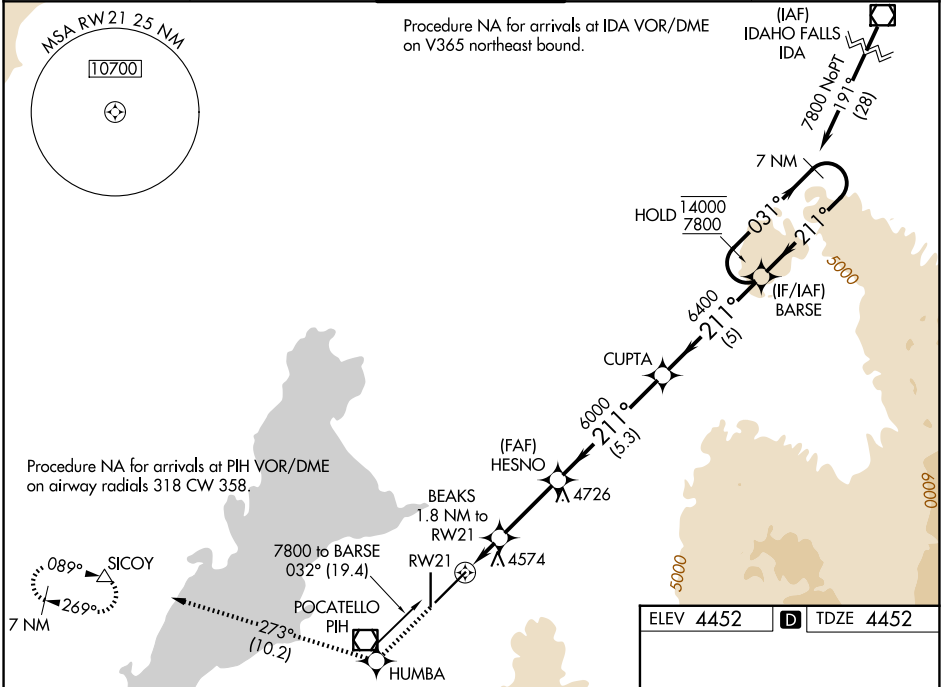 MSA RW21 25 NM
10700
Procedure NA for arrivals at IDA VOR/DME
on V365 northeast bound.
(IAF)
IDAHO FALLS
IDA
7800 NoPT
191°
(28)
7 NM
HOLD 14000
7800
031°
211°
5000
(IF/IAF)
BARSE
6400
211°
(5)
CUPTA
6000
211°
(5.3)
(FAF)
HESNO
4726
6000
Procedure NA for arrivals at PIH VOR/DME
on airway radials 318 CW 358.
BEAKS
1.8 NM to
RW21
4574
5000
7800 to BARSE
032° (19.4)
RW21
089°
SICOY
269°
7 NM
POCATELLO
PIH
273°
(10.2)
HUMBA
ELEV 4452 D TDZE 4452